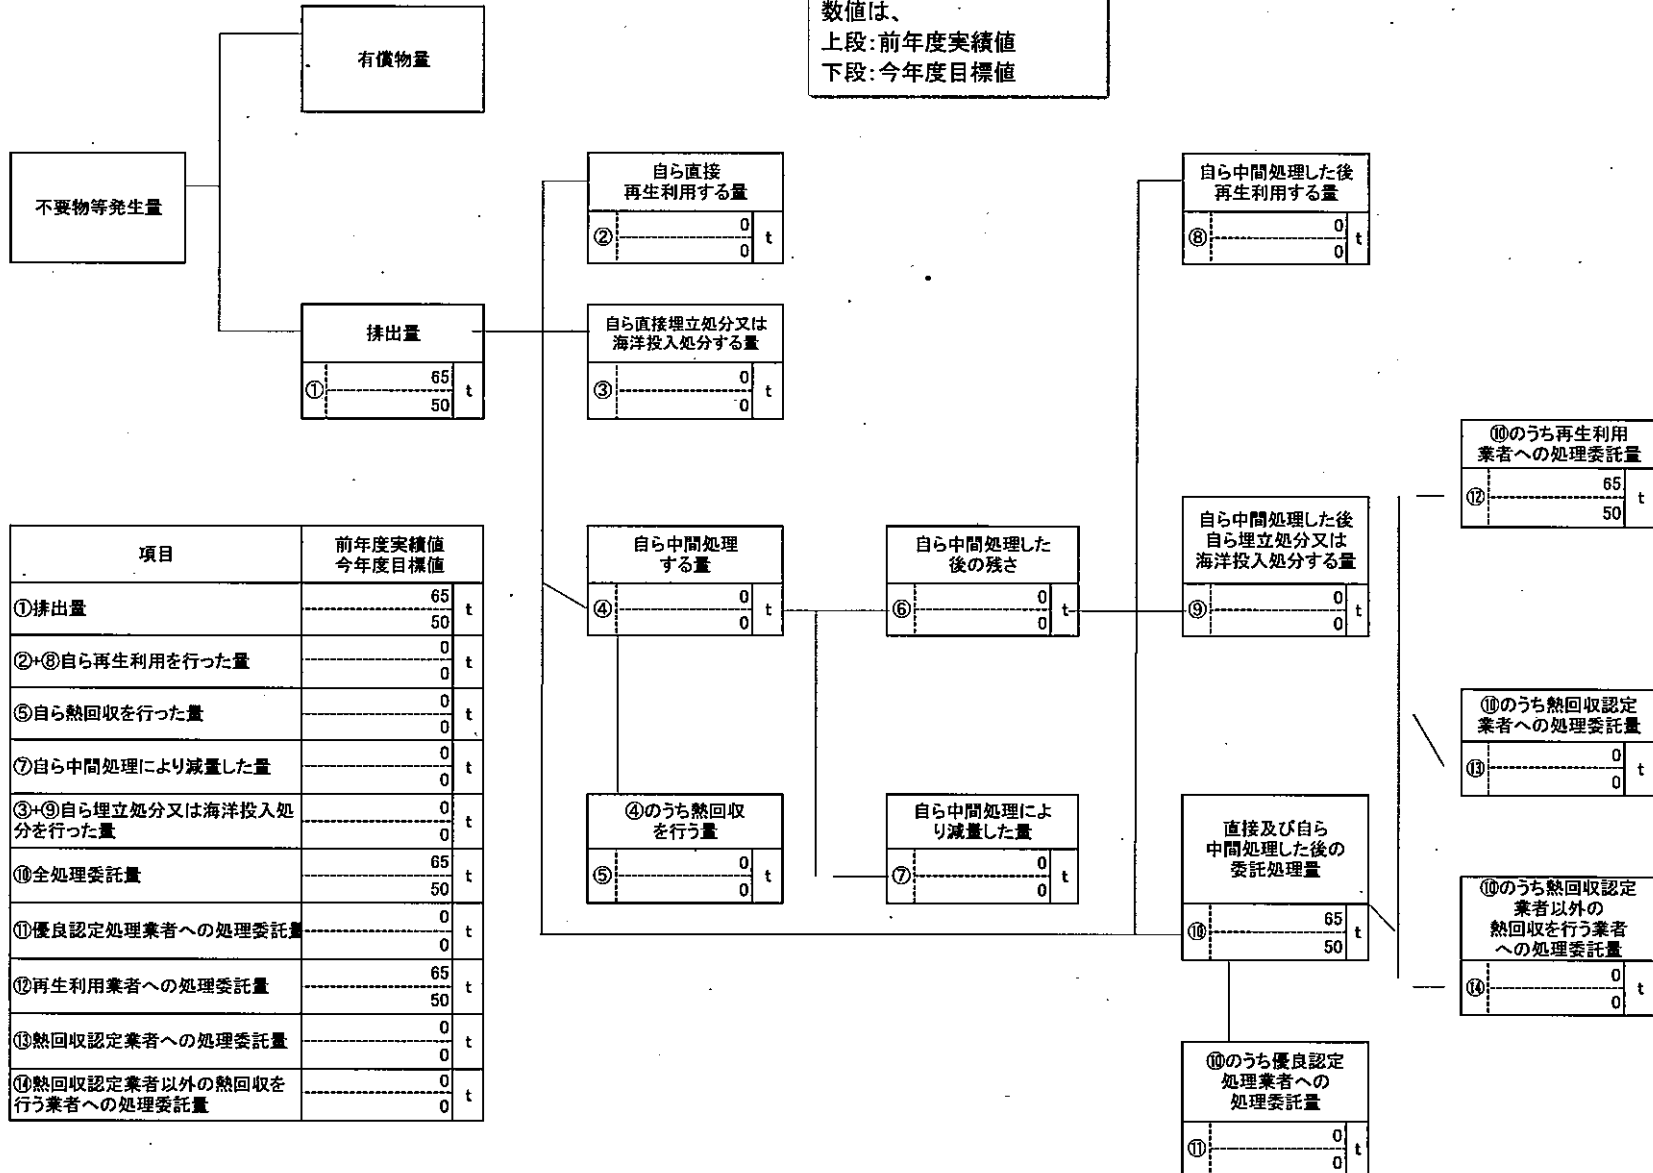 数値は、
上段:前年度実績値
下段:今年度目標値
有償物量
不要物等発生量
排出量
① 65 t
50
自ら直接
再生利用する量
② 0 t
0
自ら直接埋立処分又は
海洋投入処分する量
③ 0 t
0
自ら中間処理した後
再生利用する量
⑧ 0 t
0
自ら中間処理
する量
④ 0 t
0
自ら中間処理した
後の残さ
⑥ 0 t
0
自ら中間処理した後
自ら埋立処分又は
海洋投入処分する量
⑨ 0 t
0
⑩のうち再生利用
業者への処理委託量
⑫ 65 t
50
⑩のうち熱回収認定
業者への処理委託量
⑬ 0 t
0
④のうち熱回収
を行う量
⑤ 0 t
0
自ら中間処理によ
り減量した量
⑦ 0 t
0
直接及び自ら
中間処理した後の
委託処理量
⑩ 65 t
50
⑩のうち熱回収認定
業者以外の
熱回収を行う業者
への処理委託量
⑭ 0 t
0
⑩のうち優良認定
処理業者への
処理委託量
⑪ 0 t
0
項目
前年度実績値
今年度目標値
①排出量 65 t
50
②+⑧自ら再生利用を行った量 0 t
0
⑤自ら熱回収を行った量 0 t
0
⑦自ら中間処理により減量した量 0 t
0
③+⑨自ら埋立処分又は海洋投入処 0 t
分を行った量 0
⑩全処理委託量 65 t
50
⑪優良認定処理業者への処理委託量 0 t
0
⑫再生利用業者への処理委託量 65 t
50
⑬熱回収認定業者への処理委託量 0 t
0
⑭熱回収認定業者以外の熱回収を 0 t
行う業者への処理委託量 0